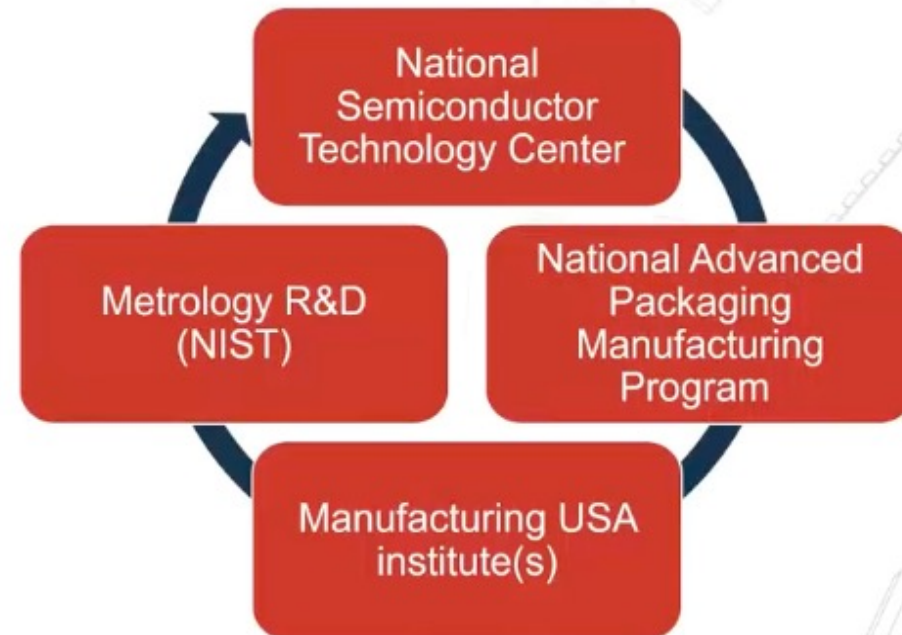 National
Semiconductor
Technology Center
Metrology R&D
(NIST)
National Advanced
Packaging
Manufacturing
Program
Manufacturing USA
institute(s)